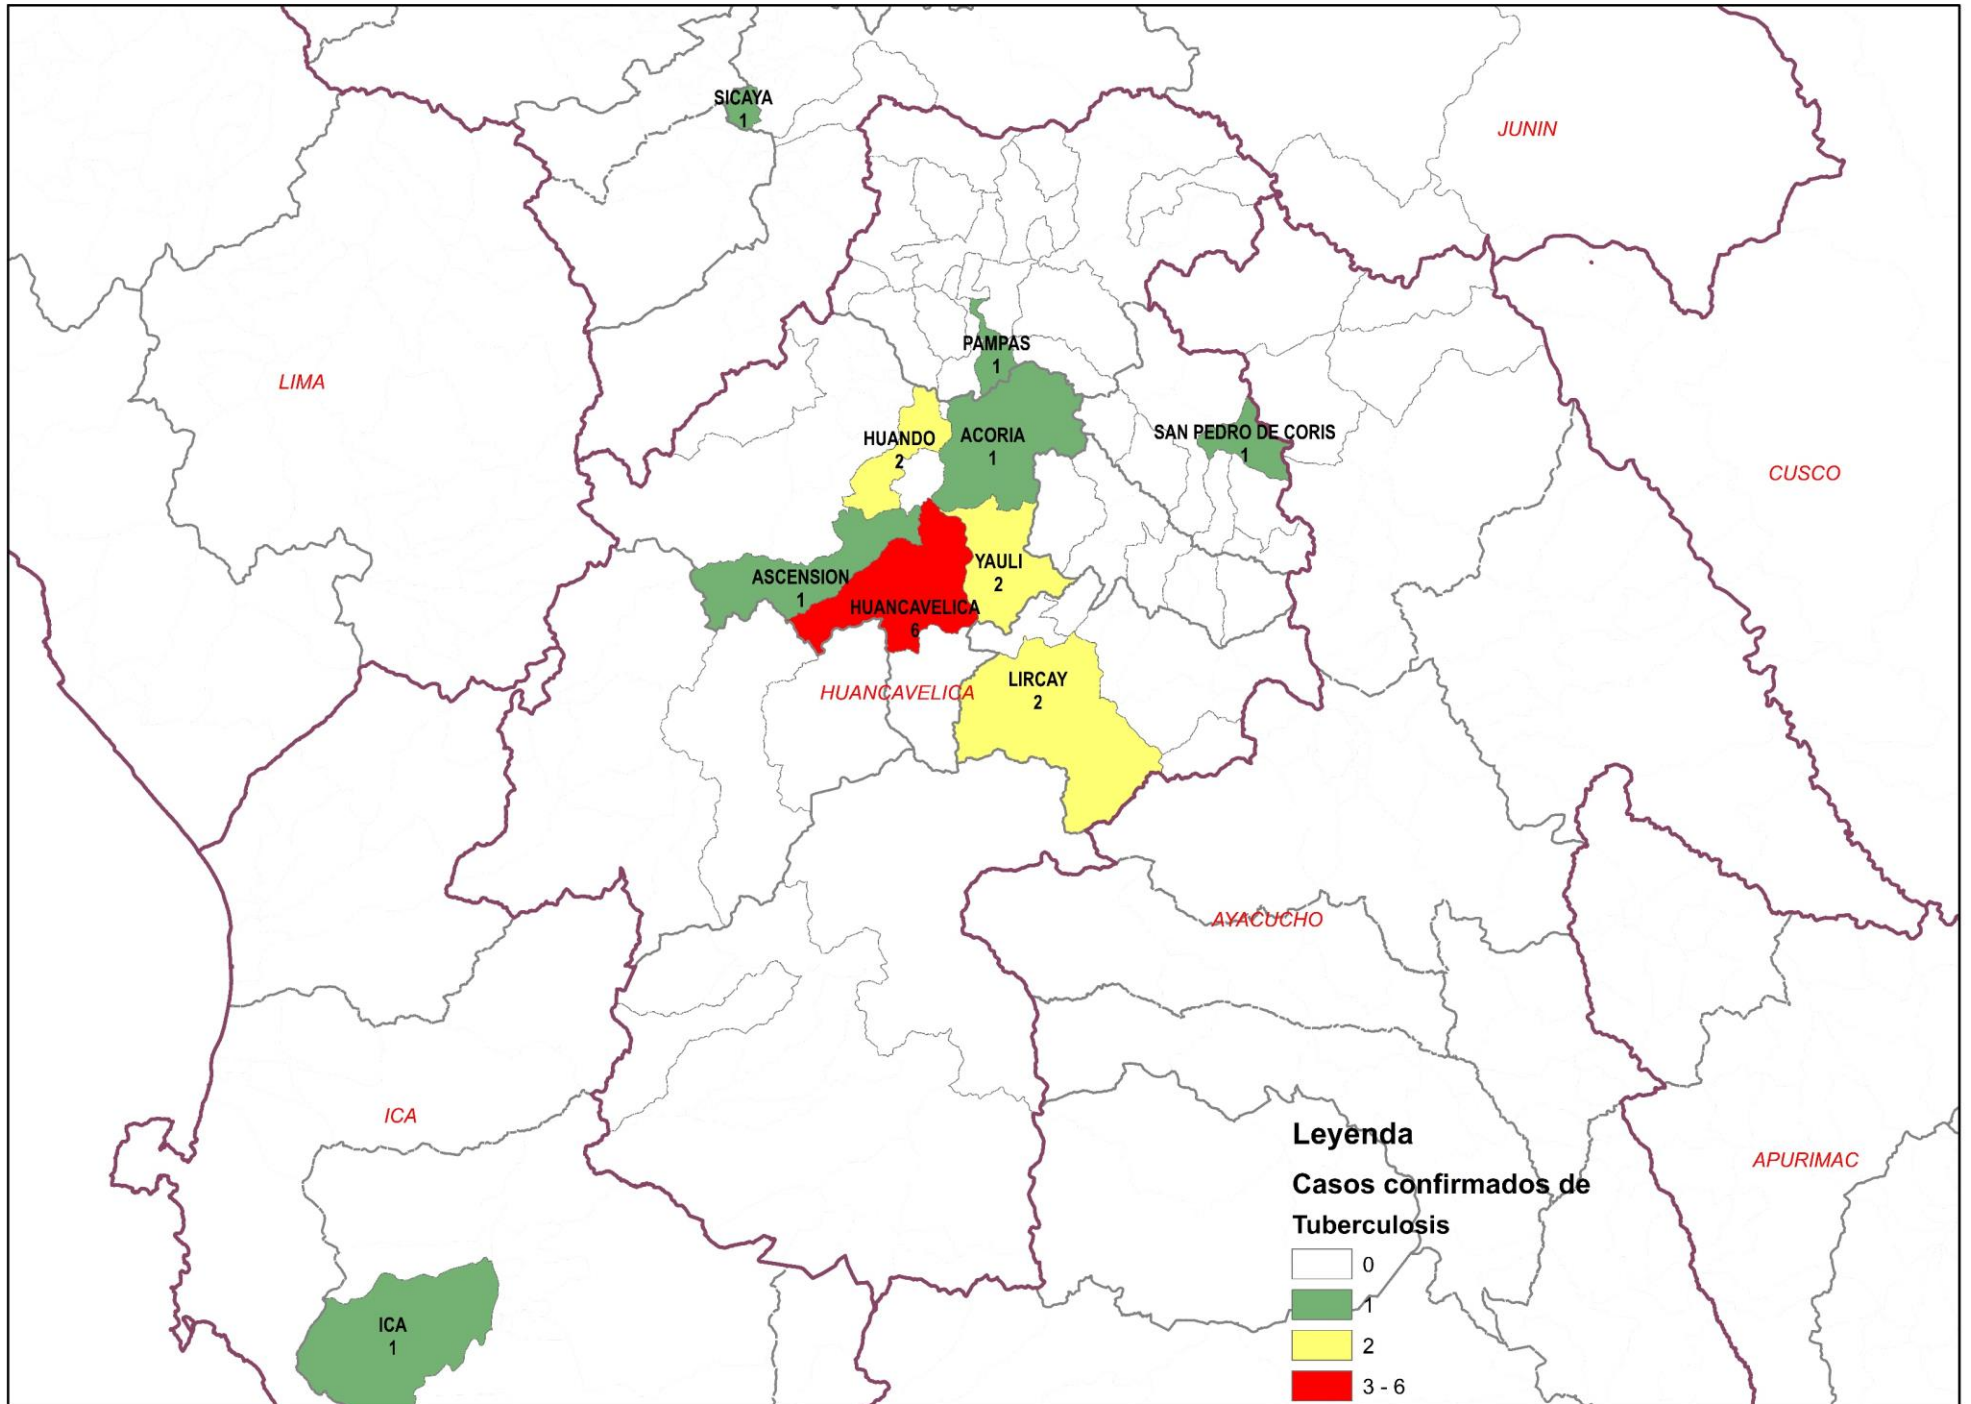 SICAYA
1
JUNIN
PAMPAS
1
LIMA
HUANDO
2
ACORIA
1
SAN PEDRO DE CORIS
1
CUSCO
ASCENSION
1
YAULI
2
HUANCAVELICA
6
LIRCAY
2
HUANCAVELICA
AYACUCHO
ICA
APURIMAC
ICA
1
Leyenda
Casos confirmados de
Tuberculosis
0
1
2
3 - 6